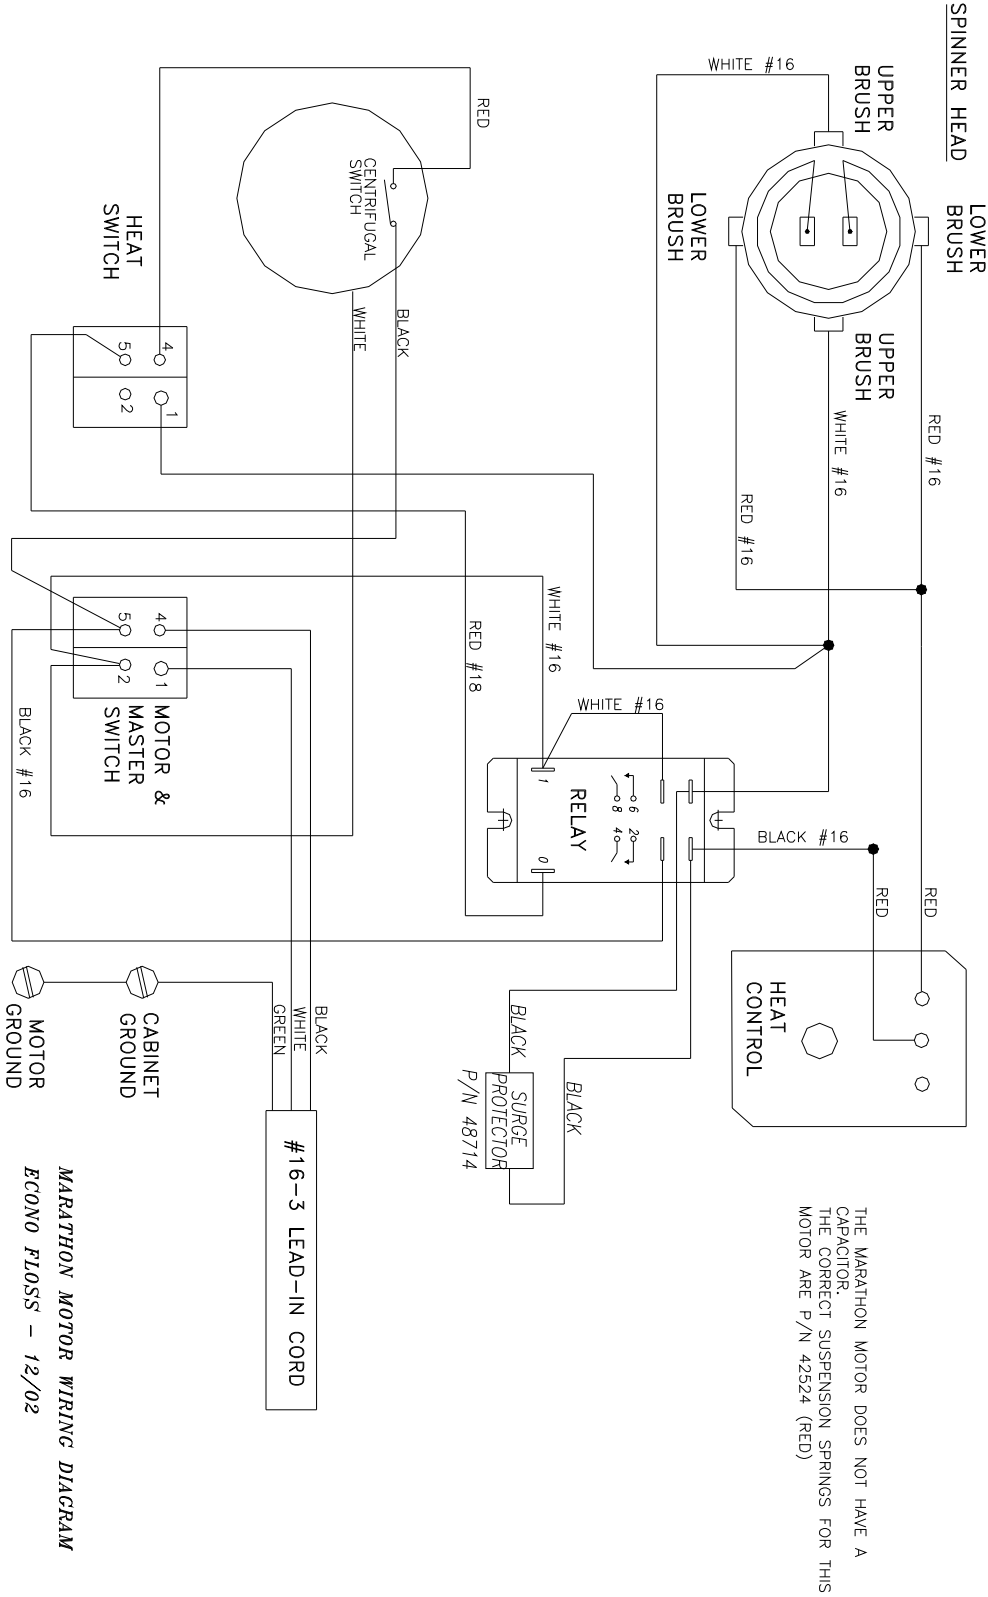 SPINNER HEAD
LOWER
BRUSH
UPPER
BRUSH
LOWER
BRUSH
UPPER
BRUSH
WHITE #16
RED #16
WHITE #16
RED #16
RED
CENTRIFUGAL
SWITCH
BLACK
WHITE
HEAT
SWITCH
4
5
1
2
WHITE #16
RED #18
4
5
1
2
MOTOR &
MASTER
SWITCH
BLACK #16
WHITE #16
RELAY
1
0
6
8
2
4
BLACK #16
RED
RED
HEAT
CONTROL
BLACK
BLACK
SURGE
PROTECTOR
P/N 48714
BLACK
WHITE
GREEN
CABINET
GROUND
MOTOR
GROUND
#16-3 LEAD-IN CORD
THE MARATHON MOTOR DOES NOT HAVE A
CAPACITOR.
THE CORRECT SUSPENSION SPRINGS FOR THIS
MOTOR ARE P/N 42524 (RED)
MARATHON MOTOR WIRING DIAGRAM
ECONO FLOSS - 12/02